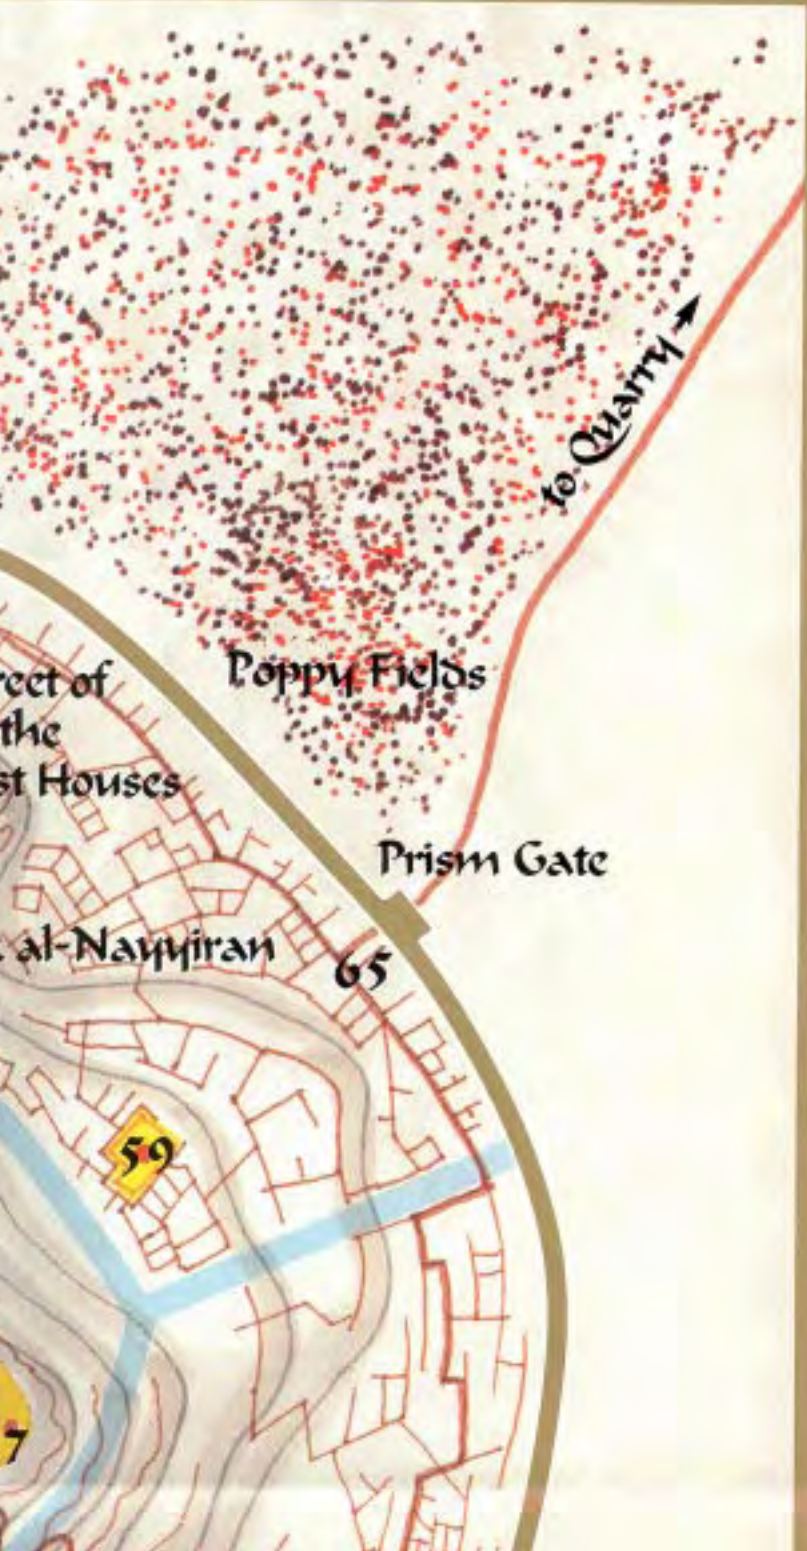 to Quarry
Poppy Fields
reet of
the
st Houses
Prism Gate
al-Nayyiran
65
59
7